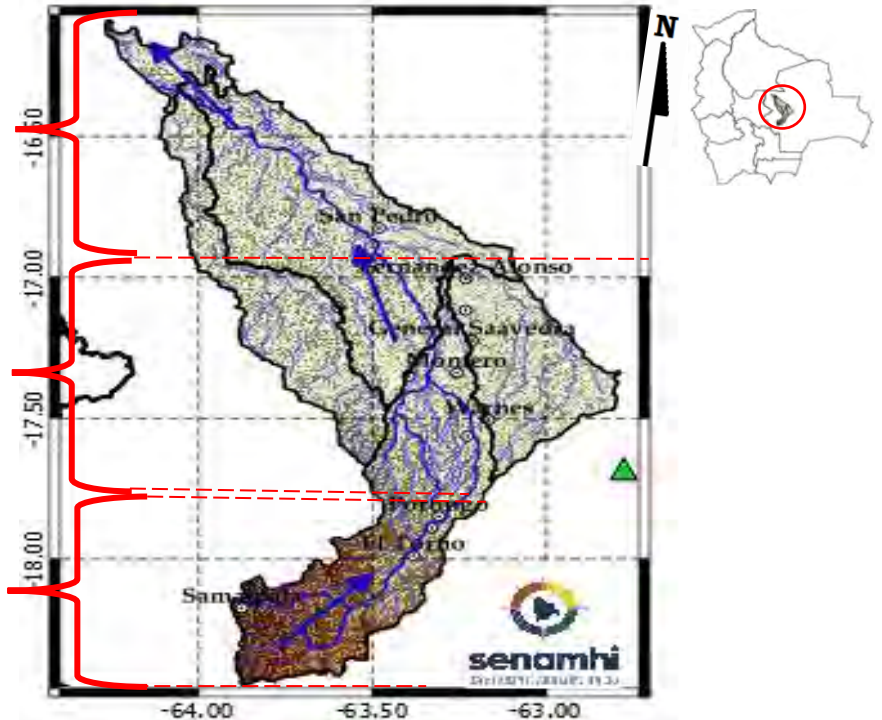 N
-16.50
San Pedro
-17.00
Fernández Alonso
General Saavedra
Montero
-17.50
Warnes
Porongo
-18.00
El Torno
senamhi
-64.00
-63.50
-63.00